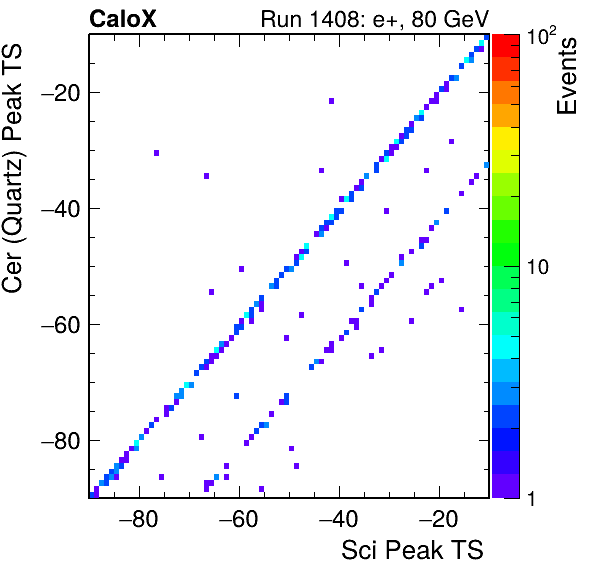 CaloX Run 1408: e+, 80 GeV
Cer (Quartz) Peak TS
−20
−40
−60
−80
−80 −60 −40 −20
Sci Peak TS
10²
10
1
Events